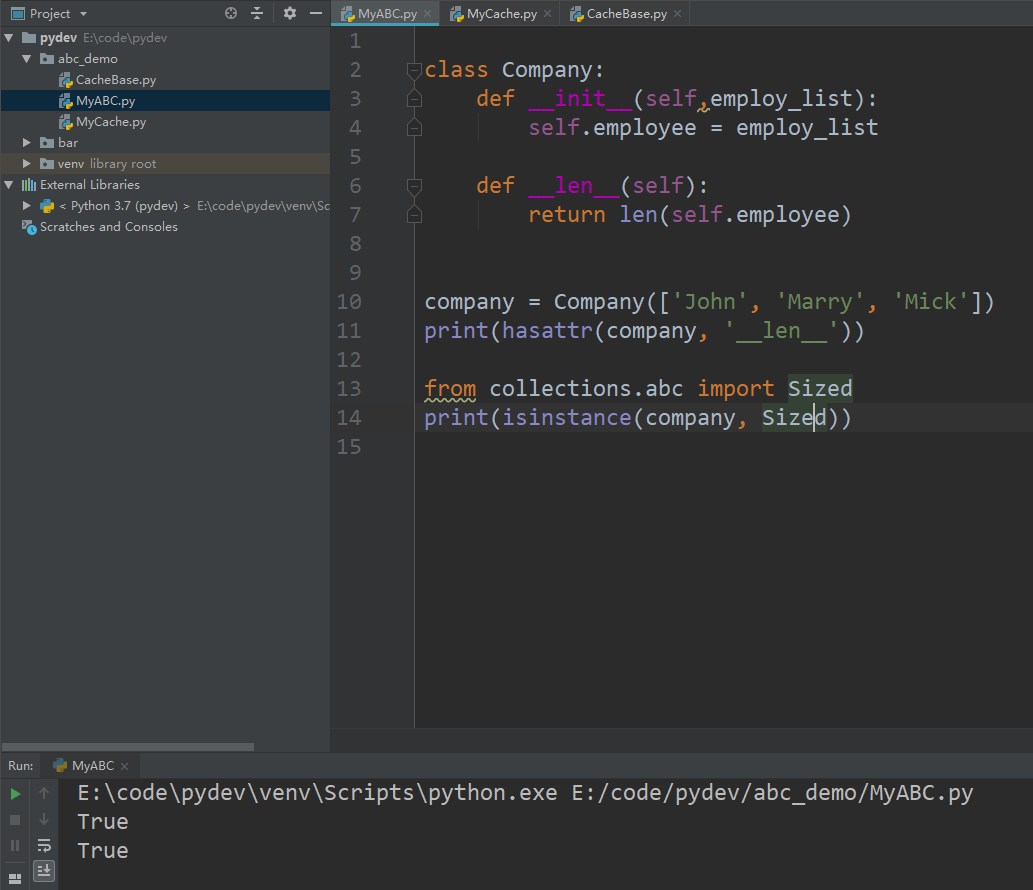 Project
pydev E:\code\pydev
abc_demo
CacheBase.py
MyABC.py
MyCache.py
bar
venv library root
External Libraries
< Python 3.7 (pydev) > E:\code\pydev\venv\Sc
Scratches and Consoles
MyABC.py MyCache.py CacheBase.py
1
2 class Company:
3 def __init__(self,employ_list):
4 self.employee = employ_list
5
6 def __len__(self):
7 return len(self.employee)
8
9
10 company = Company(['John', 'Marry', 'Mick'])
11 print(hasattr(company, '__len__'))
12
13 from collections.abc import Sized
14 print(isinstance(company, Sized))
15
Run: MyABC
E:\code\pydev\venv\Scripts\python.exe E:/code/pydev/abc_demo/MyABC.py
True
True